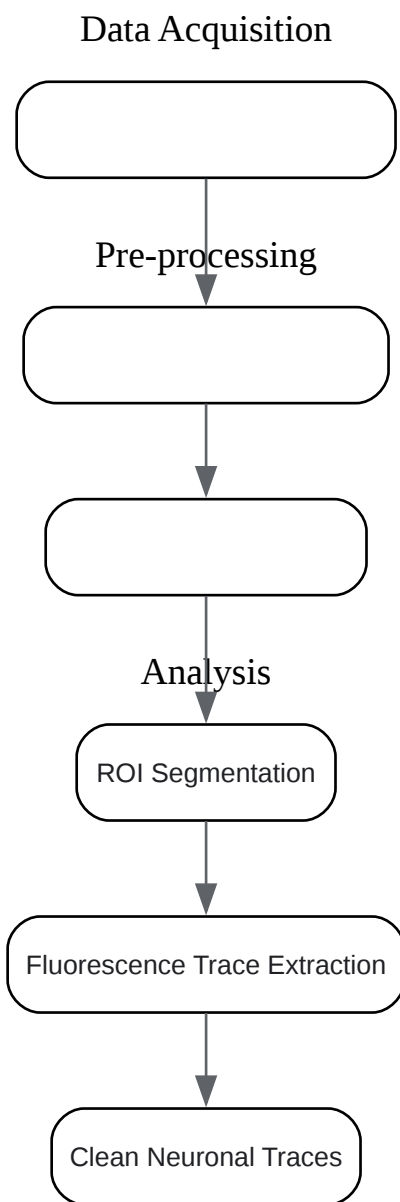 Data Acquisition
Pre-processing
Analysis
ROI Segmentation
Fluorescence Trace Extraction
Clean Neuronal Traces